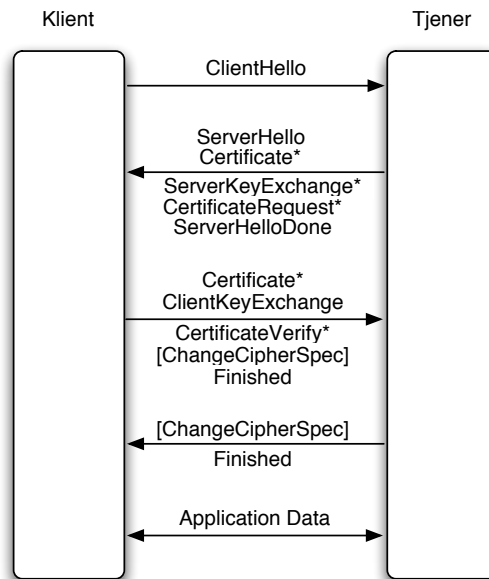 Klient
Tjener
ClientHello
ServerHello
Certificate*
ServerKeyExchange*
CertificateRequest*
ServerHelloDone
Certificate*
ClientKeyExchange
CertificateVerify*
[ChangeCipherSpec]
Finished
[ChangeCipherSpec]
Finished
Application Data